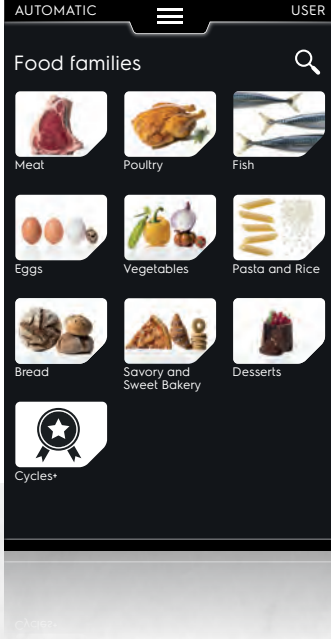 AUTOMATIC USER
Food families
Meat Poultry Fish
Eggs Vegetables Pasta and Rice
Bread Savory and Desserts
Sweet Bakery
Cycles+